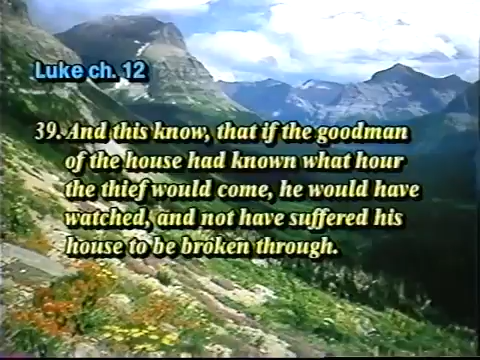 Luke ch. 12
39. And this know, that if the goodman
of the house had known what hour
the thief would come, he would have
watched, and not have suffered his
house to be broken through.